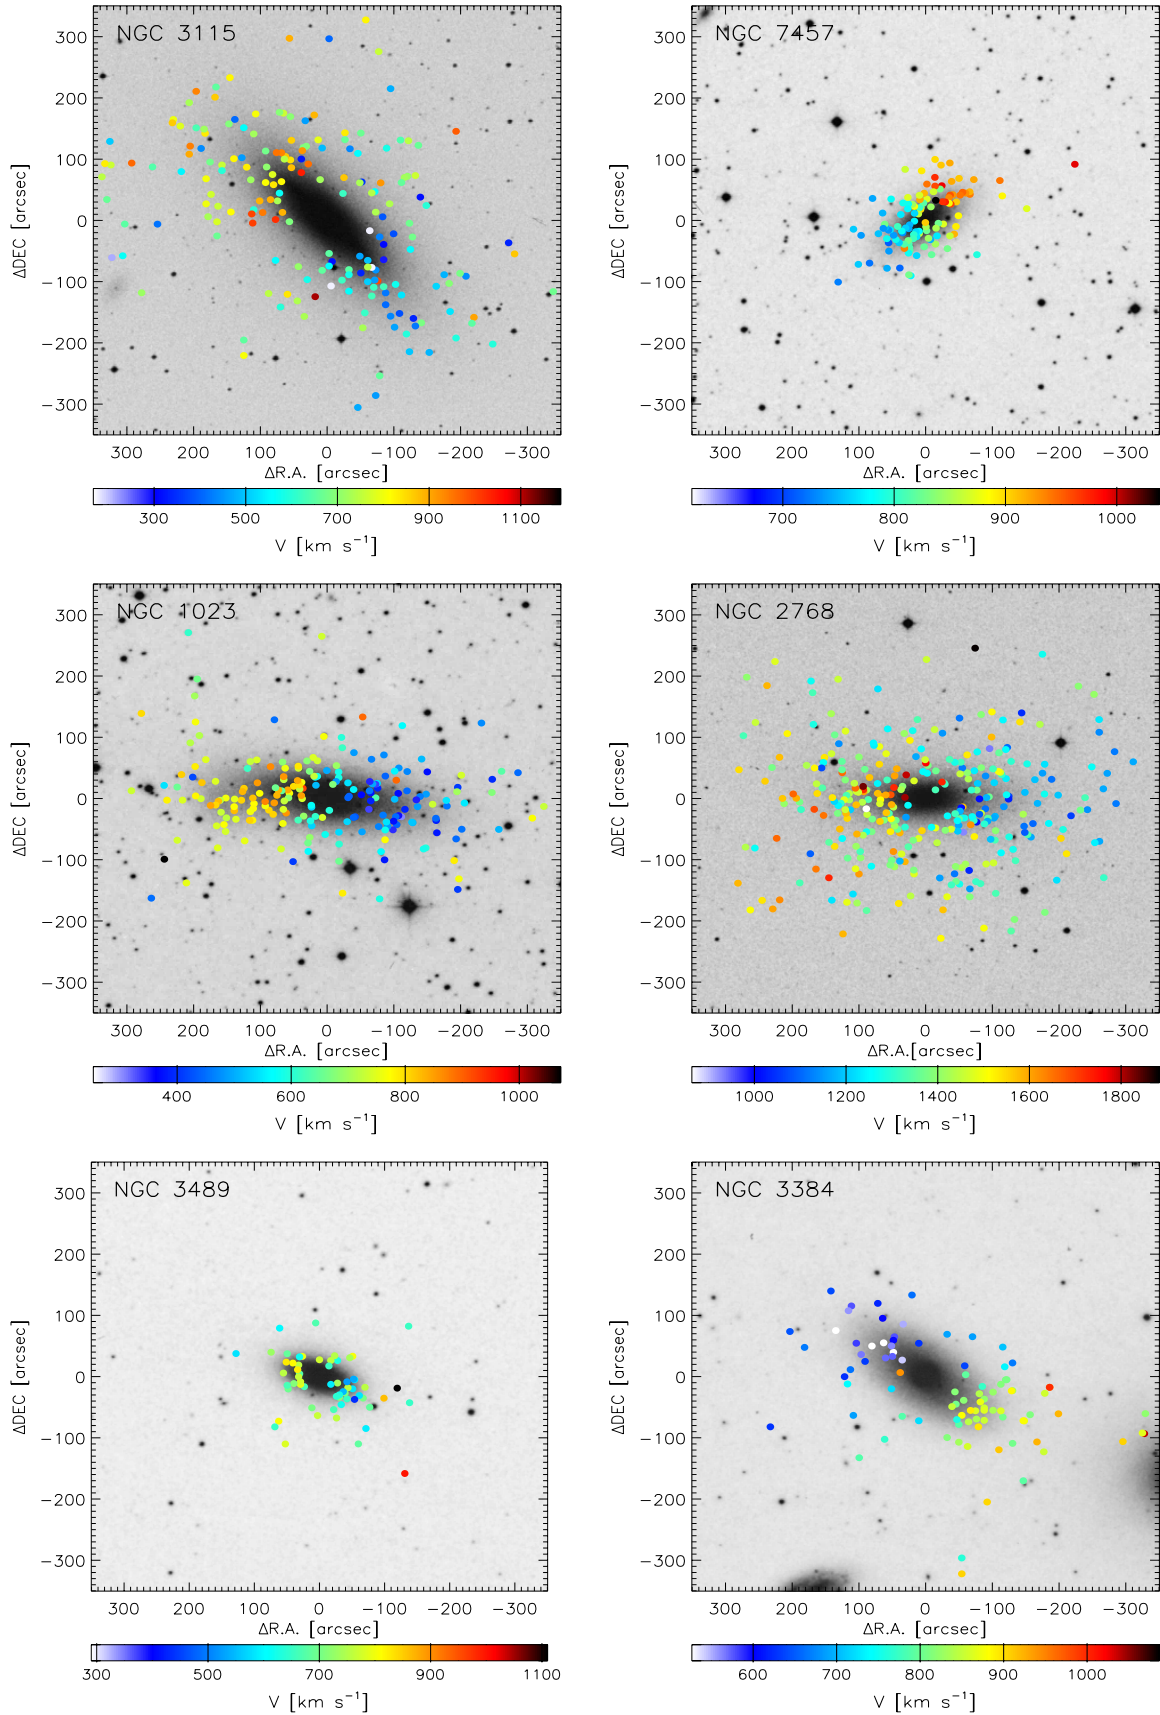 NGC 3115
300
200
100
0
−100
−200
−300
ΔDEC [arcsec]
300 200 100 0 −100 −200 −300
ΔR.A. [arcsec]
300 500 700 900 1100
V [km s⁻¹]
NGC 7457
300
200
100
0
−100
−200
−300
ΔDEC [arcsec]
300 200 100 0 −100 −200 −300
ΔR.A. [arcsec]
700 800 900 1000
V [km s⁻¹]
NGC 1023
300
200
100
0
−100
−200
−300
ΔDEC [arcsec]
300 200 100 0 −100 −200 −300
ΔR.A. [arcsec]
400 600 800 1000
V [km s⁻¹]
NGC 2768
300
200
100
0
−100
−200
−300
ΔDEC [arcsec]
300 200 100 0 −100 −200 −300
ΔR.A.[arcsec]
1000 1200 1400 1600 1800
V [km s⁻¹]
NGC 3489
300
200
100
0
−100
−200
−300
ΔDEC [arcsec]
300 200 100 0 −100 −200 −300
ΔR.A. [arcsec]
300 500 700 900 1100
V [km s⁻¹]
NGC 3384
300
200
100
0
−100
−200
−300
ΔDEC [arcsec]
300 200 100 0 −100 −200 −300
ΔR.A. [arcsec]
600 700 800 900 1000
V [km s⁻¹]